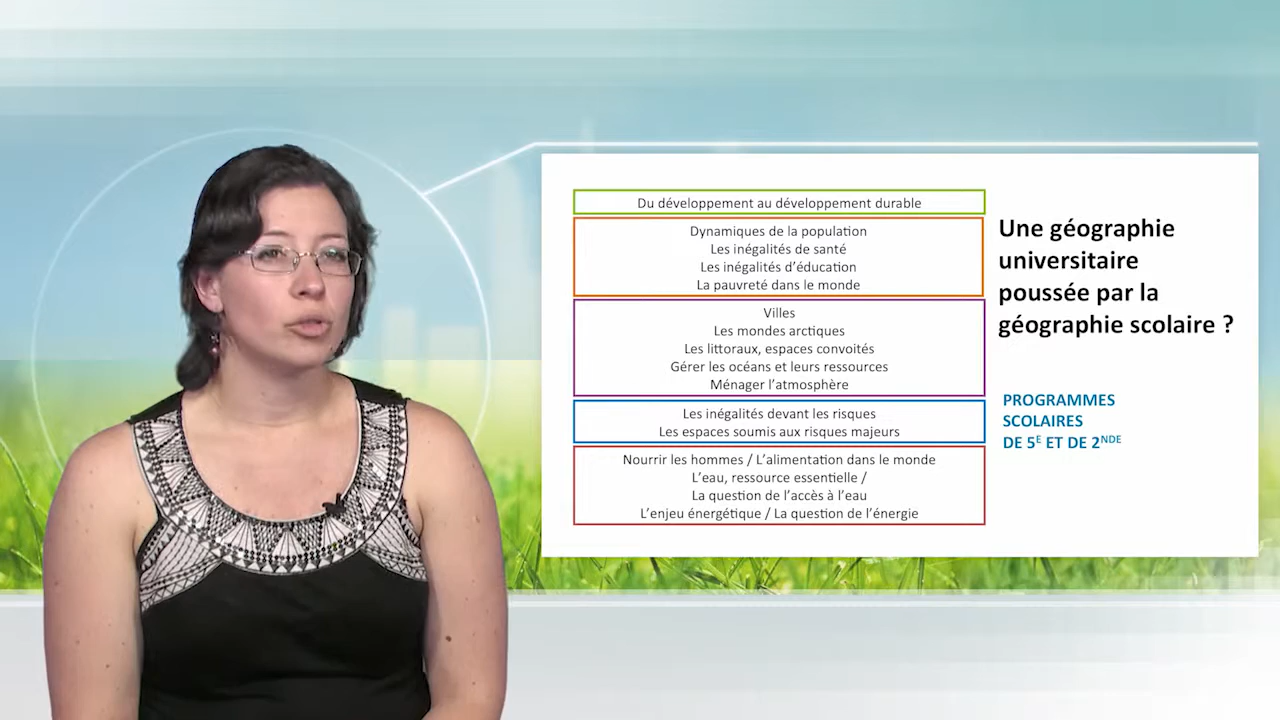 Du développement au développement durable
Dynamiques de la population
Les inégalités de santé
Les inégalités d’éducation
La pauvreté dans le monde
Villes
Les mondes arctiques
Les littoraux, espaces convoités
Gérer les océans et leurs ressources
Ménager l’atmosphère
Les inégalités devant les risques
Les espaces soumis aux risques majeurs
Nourrir les hommes / L’alimentation dans le monde
L’eau, ressource essentielle /
La question de l’accès à l’eau
L’enjeu énergétique / La question de l’énergie
Une géographie
universitaire
poussée par la
géographie scolaire ?
PROGRAMMES
SCOLAIRES
DE 5E ET DE 2NDE